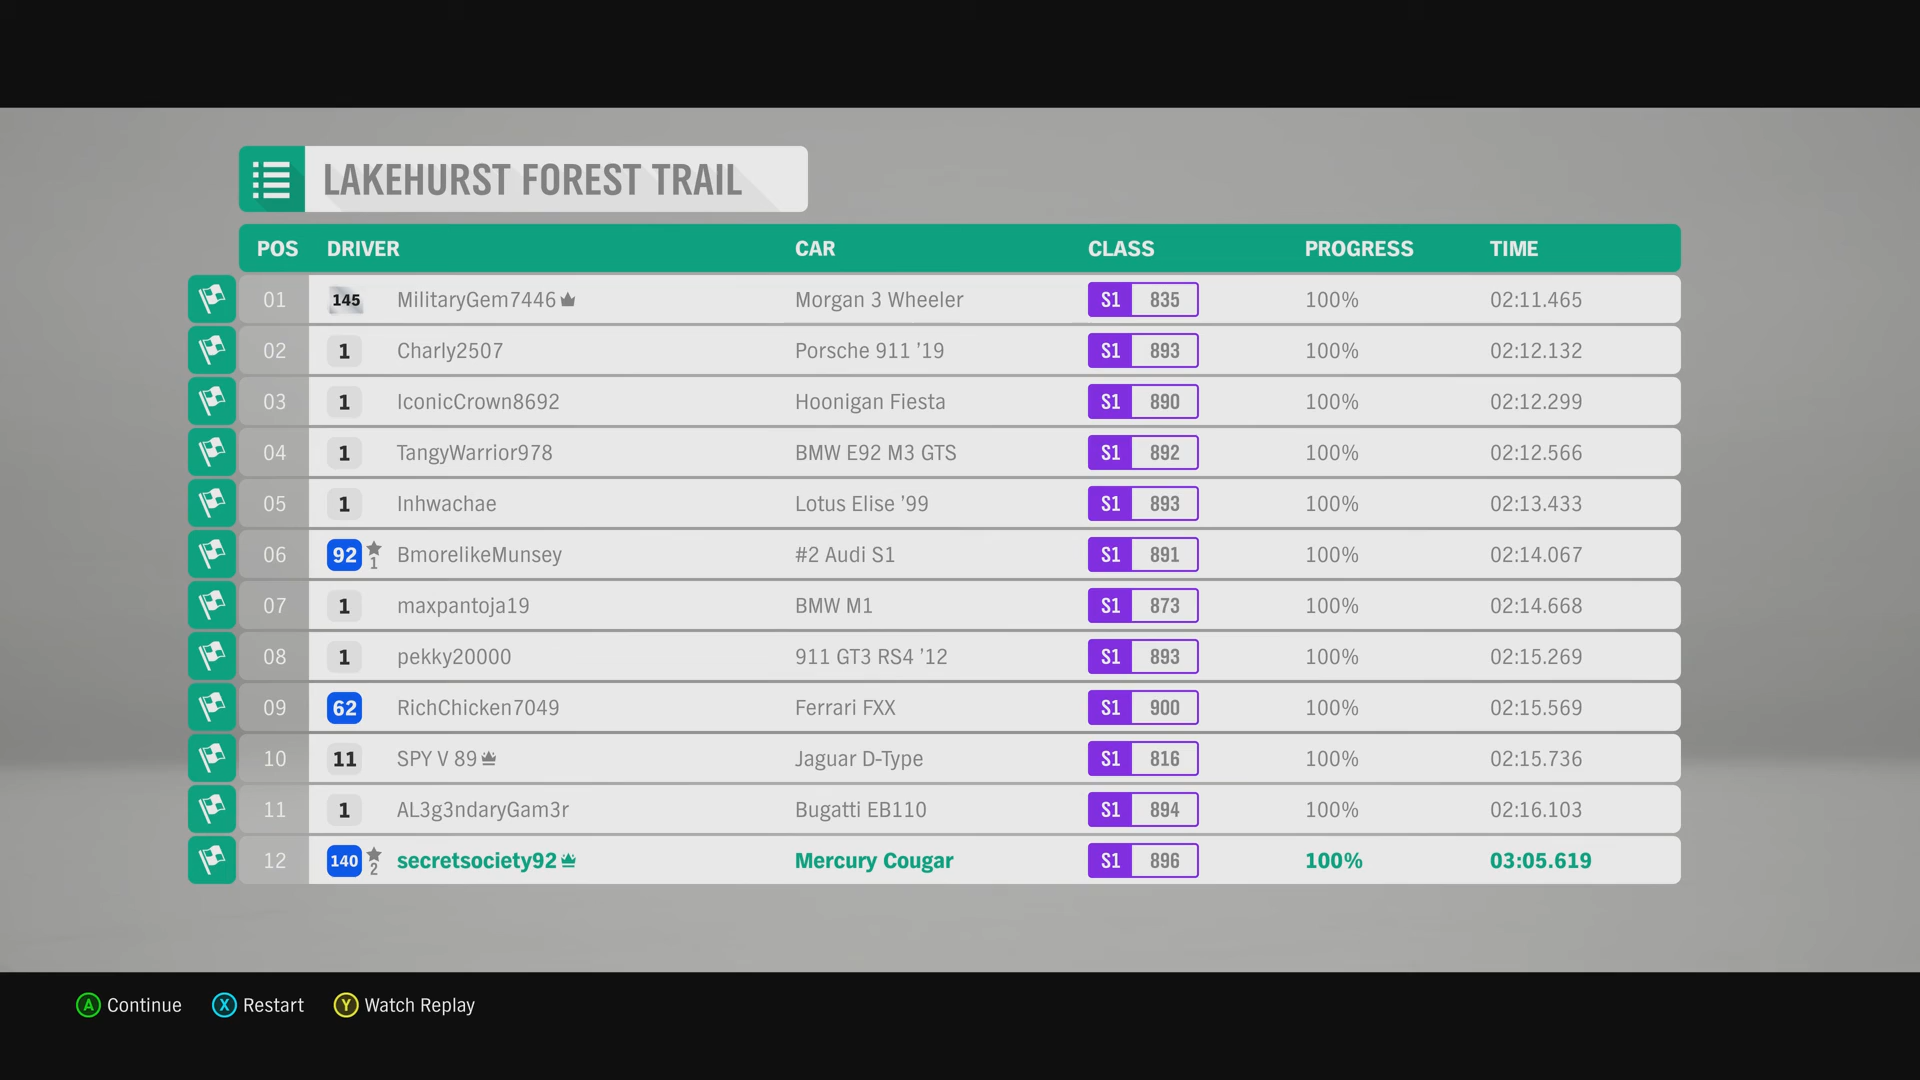 LAKEHURST FOREST TRAIL
POS DRIVER CAR CLASS PROGRESS TIME
01 145 MilitaryGem7446 Morgan 3 Wheeler S1 835 100% 02:11.465
02 1 Charly2507 Porsche 911 '19 S1 893 100% 02:12.132
03 1 IconicCrown8692 Hoonigan Fiesta S1 890 100% 02:12.299
04 1 TangyWarrior978 BMW E92 M3 GTS S1 892 100% 02:12.566
05 1 Inhwachae Lotus Elise '99 S1 893 100% 02:13.433
06 92 1 BmorelikeMunsey #2 Audi S1 S1 891 100% 02:14.067
07 1 maxpantoja19 BMW M1 S1 873 100% 02:14.668
08 1 pekky20000 911 GT3 RS4 '12 S1 893 100% 02:15.269
09 62 RichChicken7049 Ferrari FXX S1 900 100% 02:15.569
10 11 SPY V 89 Jaguar D-Type S1 816 100% 02:15.736
11 1 AL3g3ndaryGam3r Bugatti EB110 S1 894 100% 02:16.103
12 140 2 secretsociety92 Mercury Cougar S1 896 100% 03:05.619
A Continue X Restart Y Watch Replay